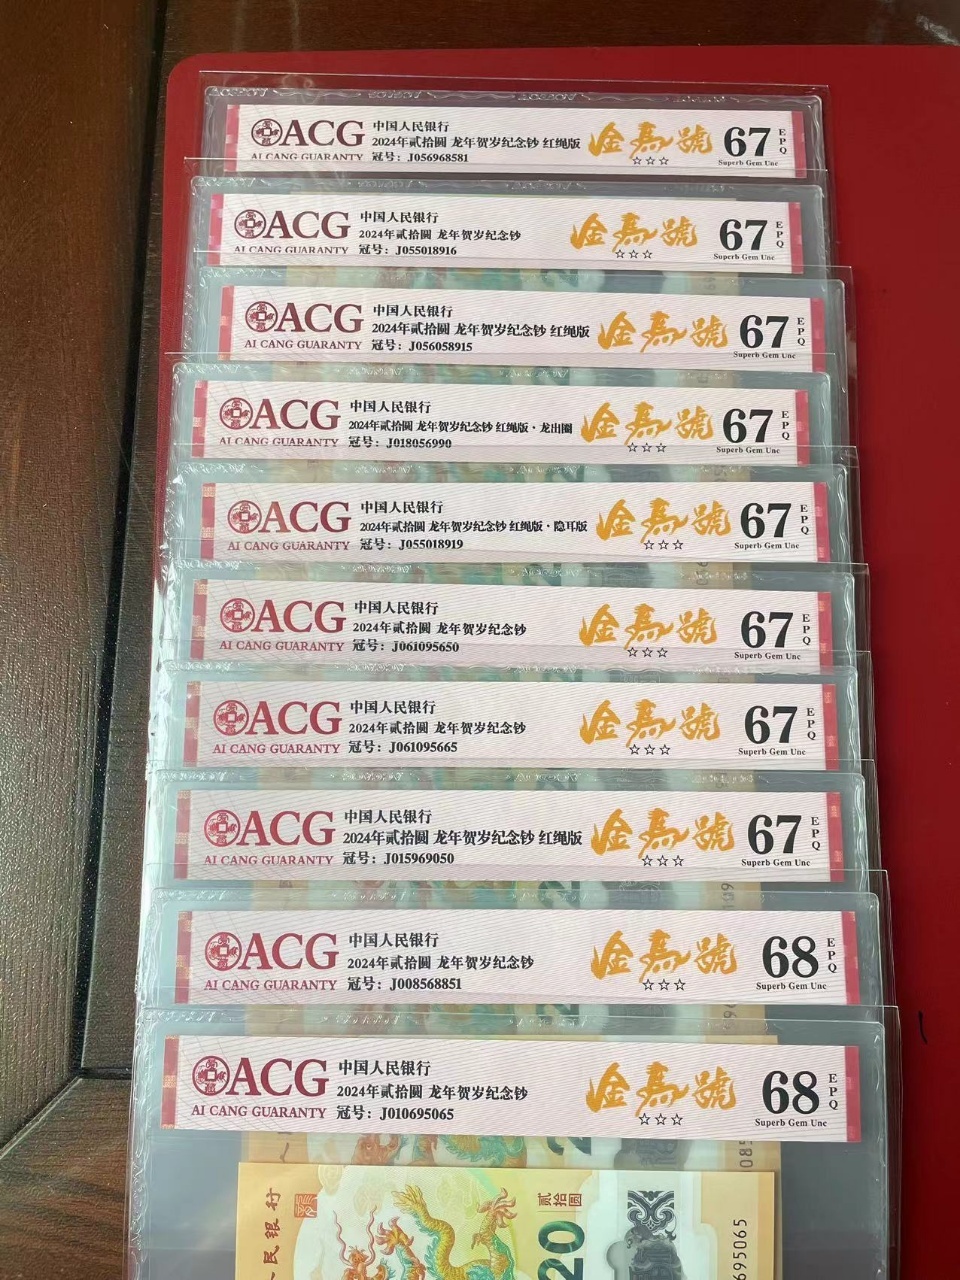 ACG
AI CANG GUARANTY
中国人民银行
2024年贰拾圆 龙年贺岁纪念钞 红绳版
冠号: J056968581
金馬號
☆☆☆
67
EPQ
Superb Gem Unc
ACG
AI CANG GUARANTY
中国人民银行
2024年贰拾圆 龙年贺岁纪念钞
冠号: J055018916
金馬號
☆☆☆
67
EPQ
Superb Gem Unc
ACG
AI CANG GUARANTY
中国人民银行
2024年贰拾圆 龙年贺岁纪念钞 红绳版
冠号: J056058915
金馬號
☆☆☆
67
EPQ
Superb Gem Unc
ACG
AI CANG GUARANTY
中国人民银行
2024年贰拾圆 龙年贺岁纪念钞 红绳版·龙出圈
冠号: J018056990
金馬號
☆☆☆
67
EPQ
Superb Gem Unc
ACG
AI CANG GUARANTY
中国人民银行
2024年贰拾圆 龙年贺岁纪念钞 红绳版·隐耳版
冠号: J055018919
金馬號
☆☆☆
67
EPQ
Superb Gem Unc
ACG
AI CANG GUARANTY
中国人民银行
2024年贰拾圆 龙年贺岁纪念钞
冠号: J061095650
金馬號
☆☆☆
67
EPQ
Superb Gem Unc
ACG
AI CANG GUARANTY
中国人民银行
2024年贰拾圆 龙年贺岁纪念钞
冠号: J061095665
金馬號
☆☆☆
67
EPQ
Superb Gem Unc
ACG
AI CANG GUARANTY
中国人民银行
2024年贰拾圆 龙年贺岁纪念钞 红绳版
冠号: J015969050
金馬號
☆☆☆
67
EPQ
Superb Gem Unc
ACG
AI CANG GUARANTY
中国人民银行
2024年贰拾圆 龙年贺岁纪念钞
冠号: J008568851
金馬號
☆☆☆
68
EPQ
Superb Gem Unc
ACG
AI CANG GUARANTY
中国人民银行
2024年贰拾圆 龙年贺岁纪念钞
冠号: J010695065
金馬號
☆☆☆
68
EPQ
Superb Gem Unc
人民银行
贰拾圆
20
695065